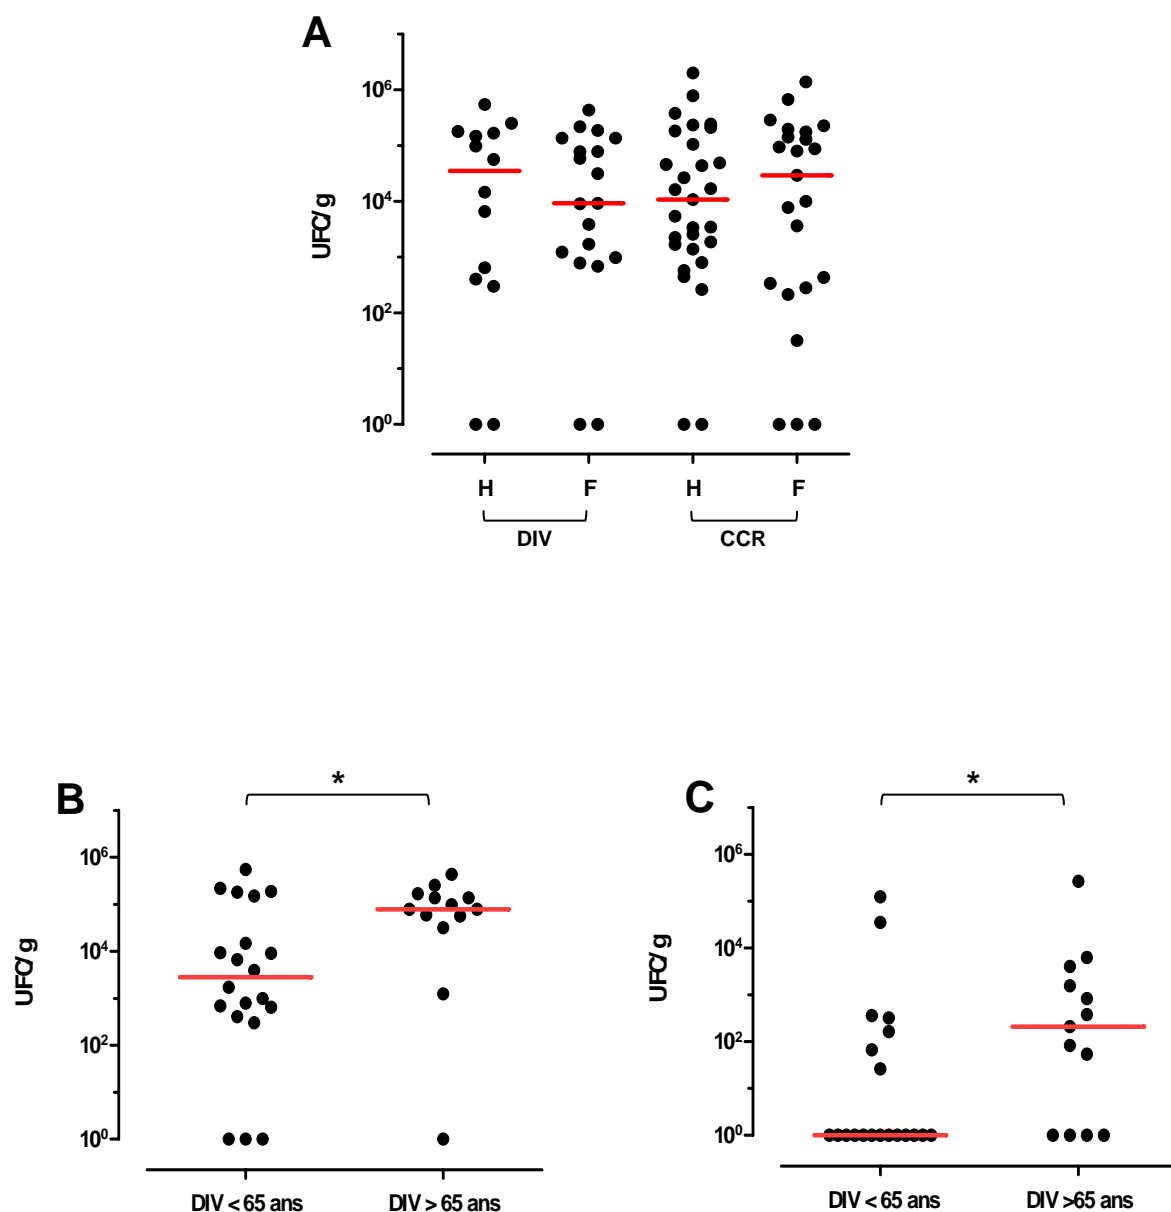 A
UFC/g
10⁶
10⁴
10²
10⁰
H F H F
DIV CCR
B
*
UFC/g
10⁶
10⁴
10²
10⁰
DIV < 65 ans DIV > 65 ans
C
*
UFC/g
10⁶
10⁴
10²
10⁰
DIV < 65 ans DIV >65 ans